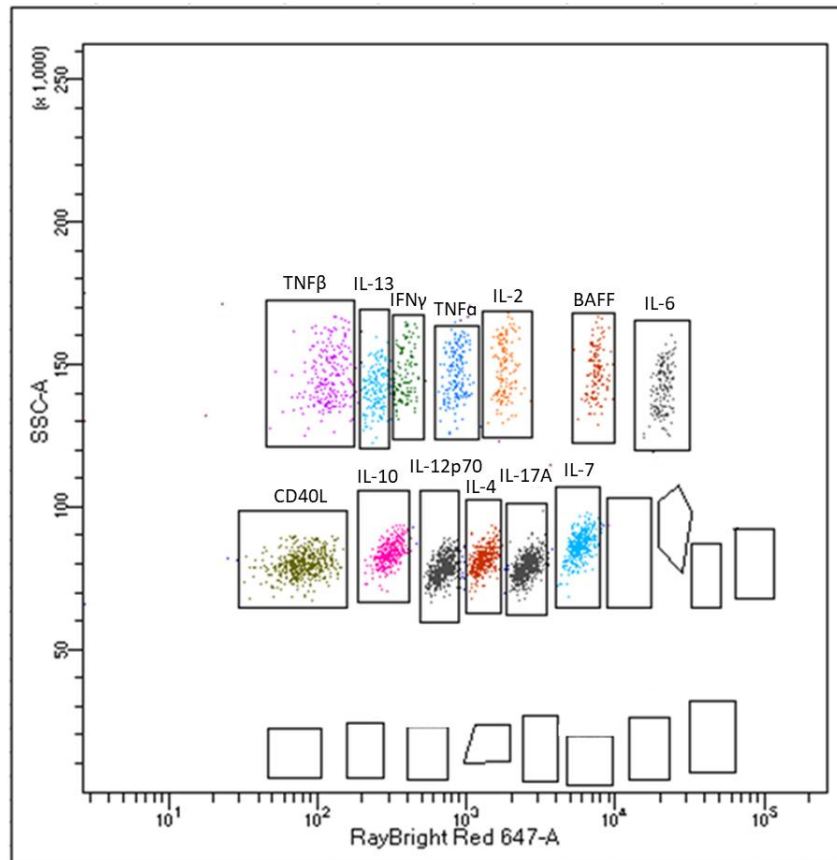 (x 1,000)
250
200
150
100
50
SSC-A
TNFβ
IL-13
IFNγ
TNFα
IL-2
BAFF
IL-6
CD40L
IL-10
IL-12p70
IL-4
IL-17A
IL-7
10¹
10²
10³
10⁴
10⁵
RayBright Red 647-A